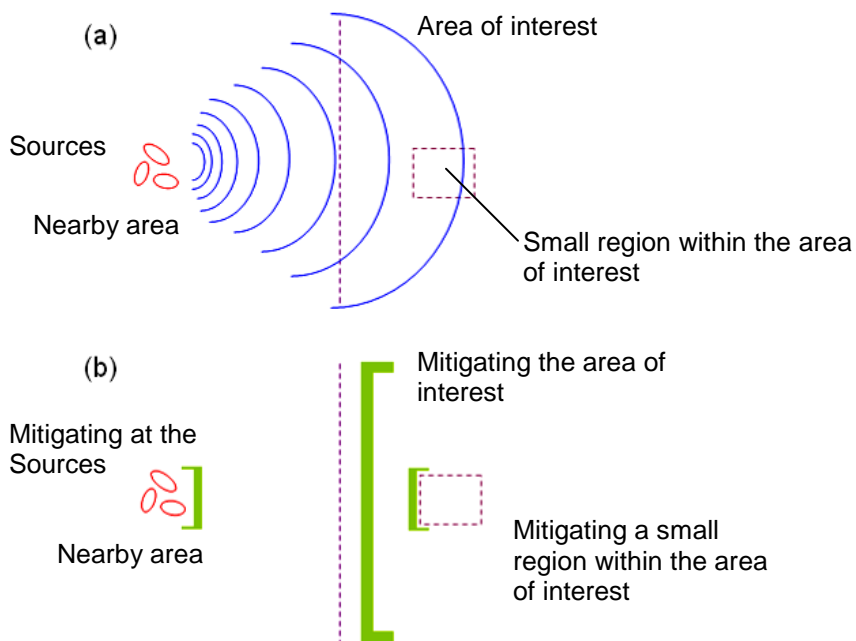 (a)
Area of interest
Sources
Nearby area
Small region within the area
of interest
(b)
Mitigating the area of
interest
Mitigating at the
Sources
Nearby area
Mitigating a small
region within the area
of interest